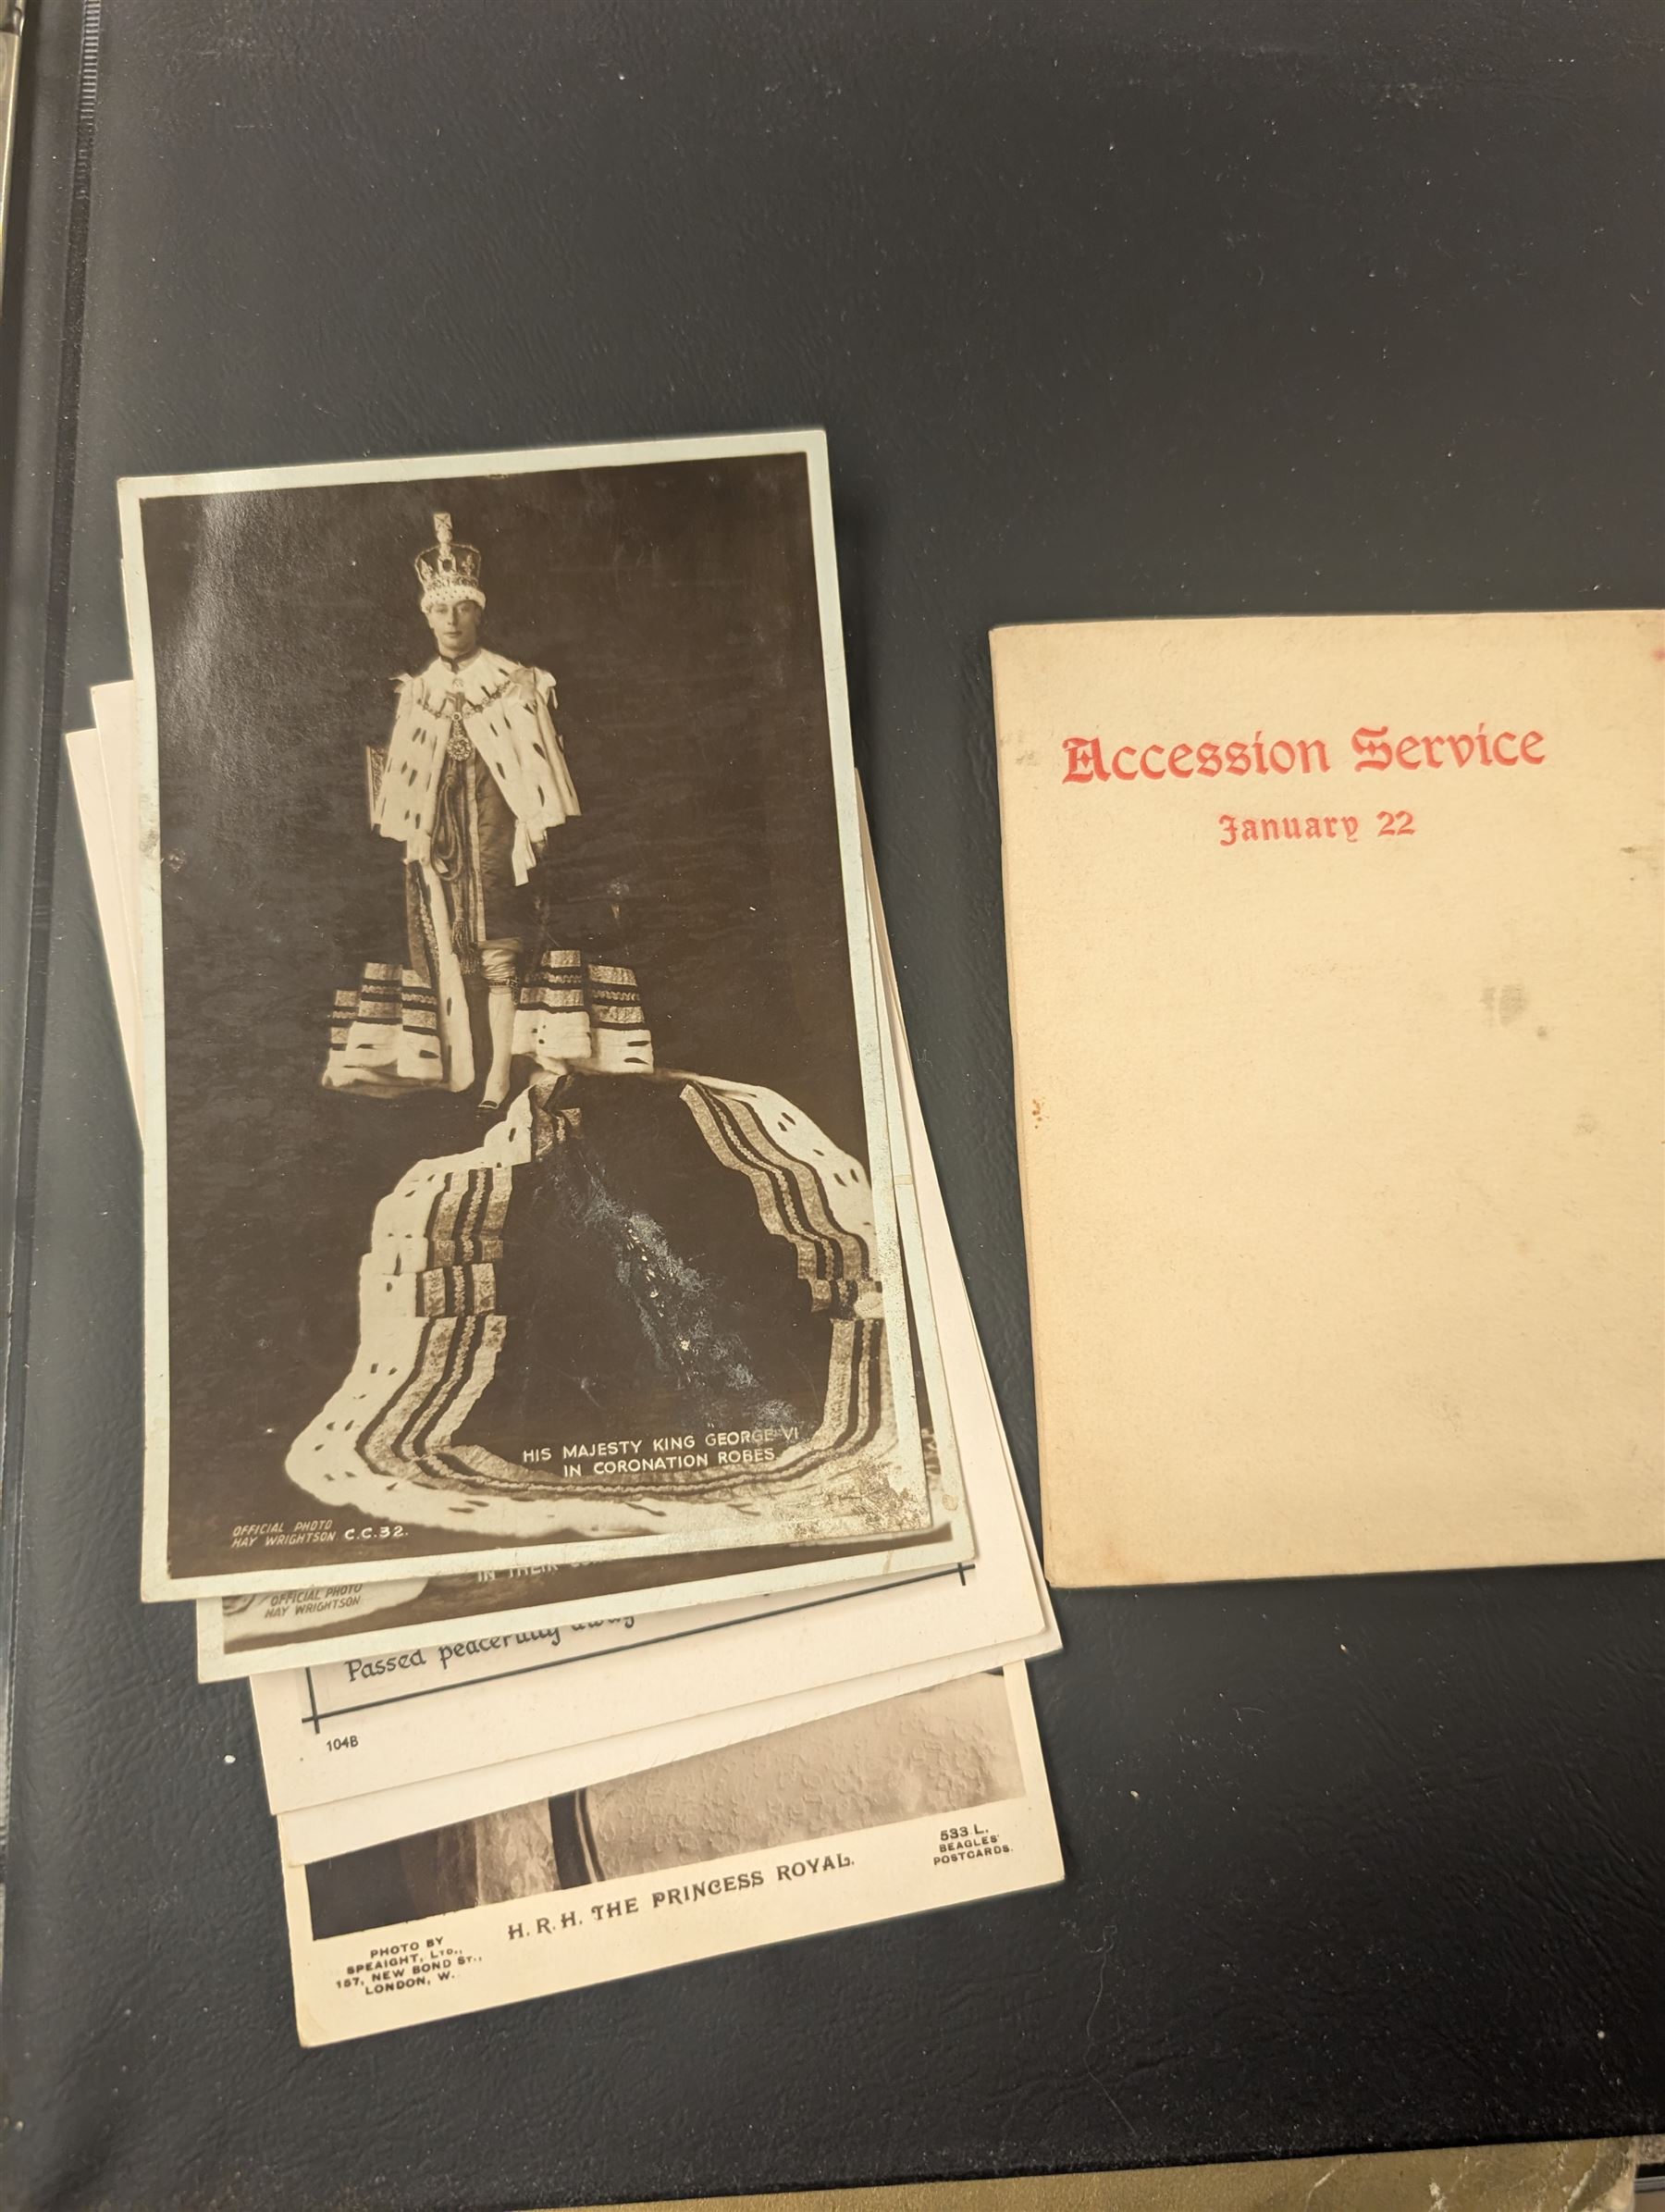 HIS MAJESTY KING GEORGE VI
IN CORONATION ROBES
OFFICIAL PHOTO
HAY WRIGHTSON C.C.32.
IN THEIR
OFFICIAL PHOTO
HAY WRIGHTSON
Passed peacefully away
104B
533 L.
BEAGLES'
POSTCARDS.
H.R.H. THE PRINCESS ROYAL.
PHOTO BY
SPEAIGHT, LTD.,
157, NEW BOND ST.,
LONDON, W.
Accession Service
January 22